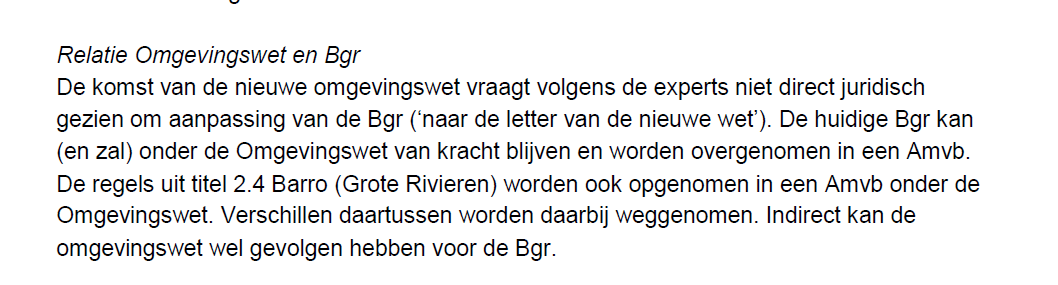 Relatie Omgevingswet en Bgr
De komst van de nieuwe omgevingswet vraagt volgens de experts niet direct juridisch
gezien om aanpassing van de Bgr (‘naar de letter van de nieuwe wet’). De huidige Bgr kan
(en zal) onder de Omgevingswet van kracht blijven en worden overgenomen in een Amvb.
De regels uit titel 2.4 Barro (Grote Rivieren) worden ook opgenomen in een Amvb onder de
Omgevingswet. Verschillen daartussen worden daarbij weggenomen. Indirect kan de
omgevingswet wel gevolgen hebben voor de Bgr.